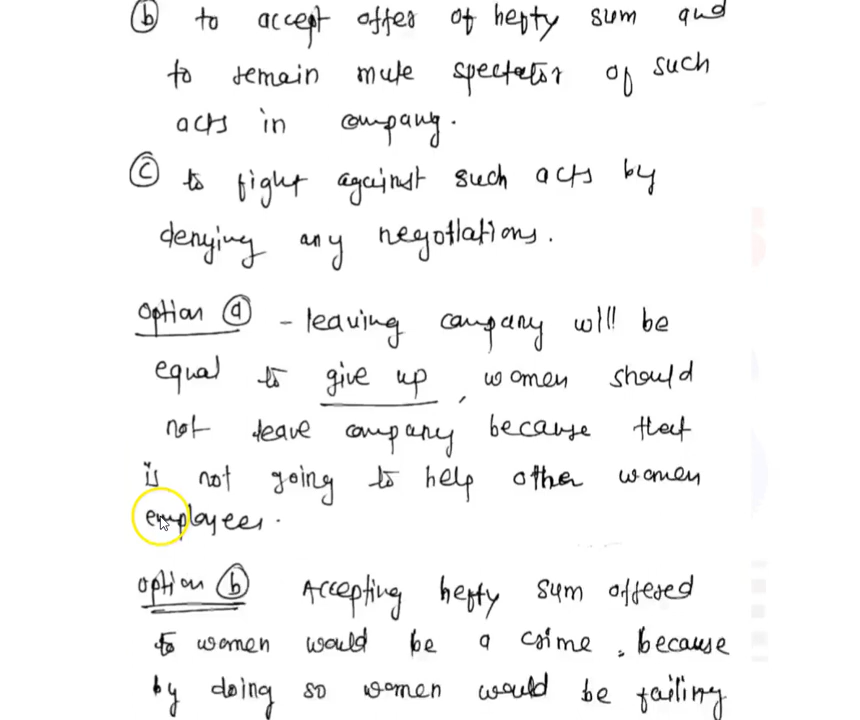 ⓑ to accept offer of hefty sum and
to remain mute spectator of such
acts in company.
ⓒ to fight against such acts by
denying any negotiations.
option ⓐ - leaving company will be
equal to give up, women should
not leave company because that
is not going to help other women
employees.
option ⓑ Accepting hefty sum offered
to women would be a crime, because
by doing so women would be failing